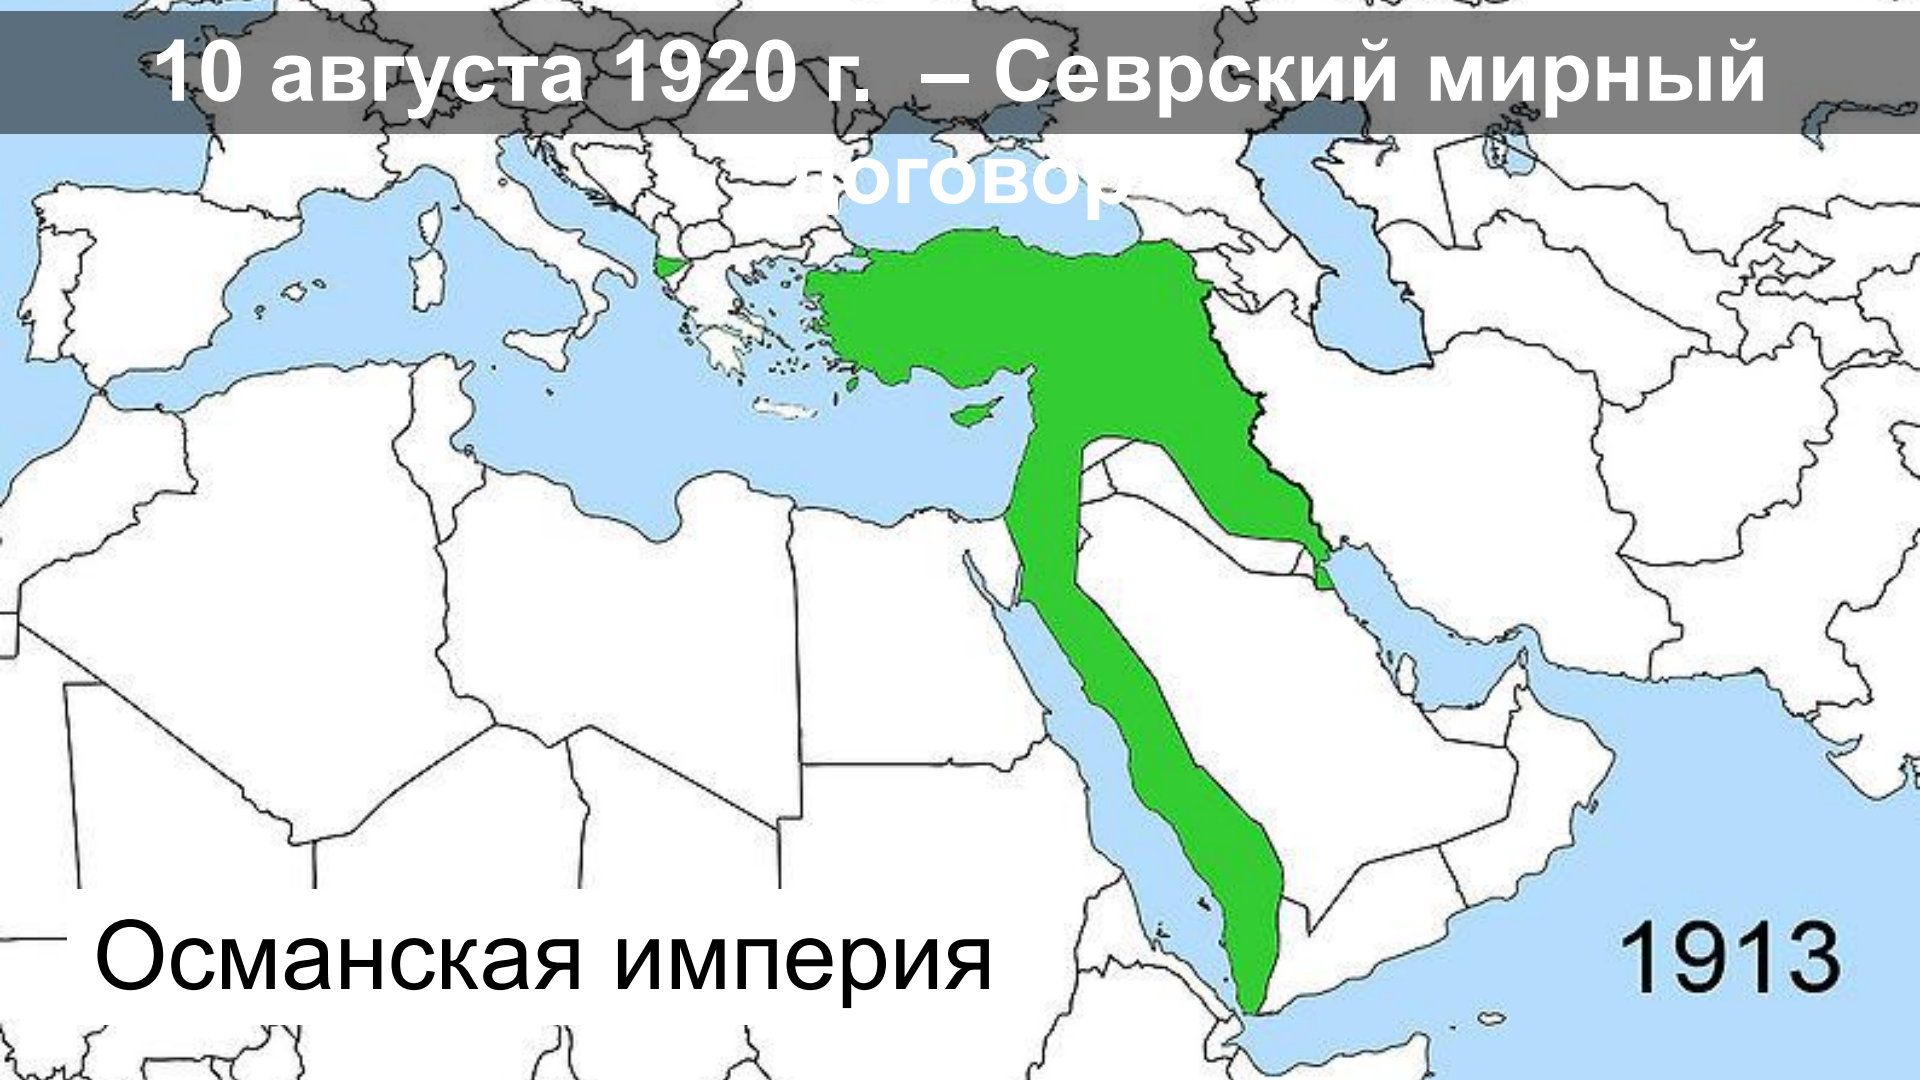 10 августа 1920 г. – Севрский мирный
договор
Османская империя
1913